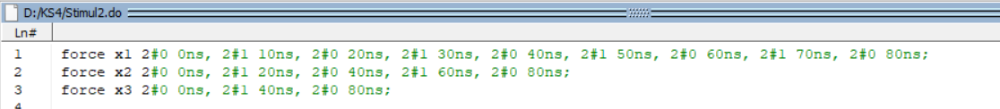 D:/KS4/Stimul2.do
Ln#
1 force x1 2#0 0ns, 2#1 10ns, 2#0 20ns, 2#1 30ns, 2#0 40ns, 2#1 50ns, 2#0 60ns, 2#1 70ns, 2#0 80ns;
2 force x2 2#0 0ns, 2#1 20ns, 2#0 40ns, 2#1 60ns, 2#0 80ns;
3 force x3 2#0 0ns, 2#1 40ns, 2#0 80ns;
4